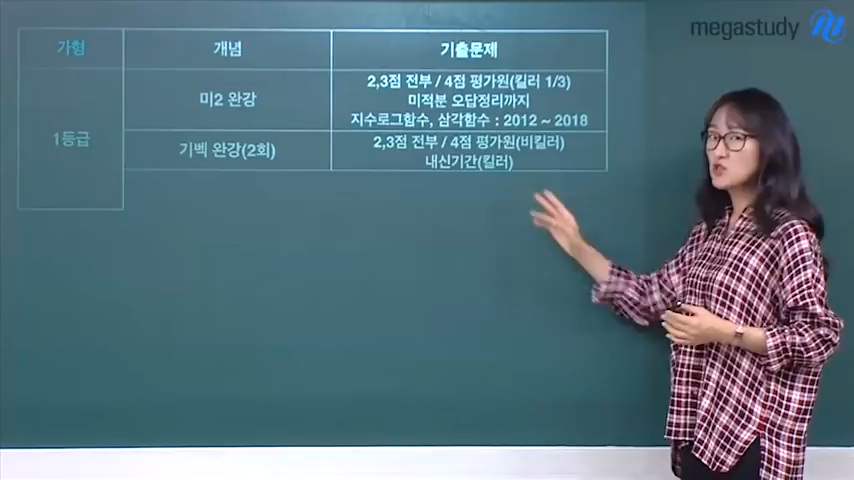 megastudy
가형 개념 기출문제
1등급
미2 완강
2,3점 전부 / 4점 평가원(킬러 1/3)
미적분 오답정리까지
지수로그함수, 삼각함수 : 2012 ~ 2018
기벡 완강(2회)
2,3점 전부 / 4점 평가원(비킬러)
내신기간(킬러)